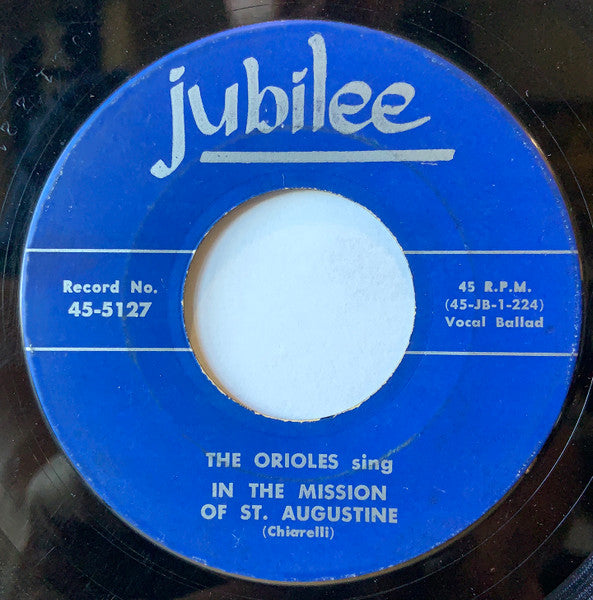 jubilee
Record No.
45-5127
45 R.P.M.
(45-JB-1-224)
Vocal Ballad
THE ORIOLES sing
IN THE MISSION
OF ST. AUGUSTINE
(Chiarelli)